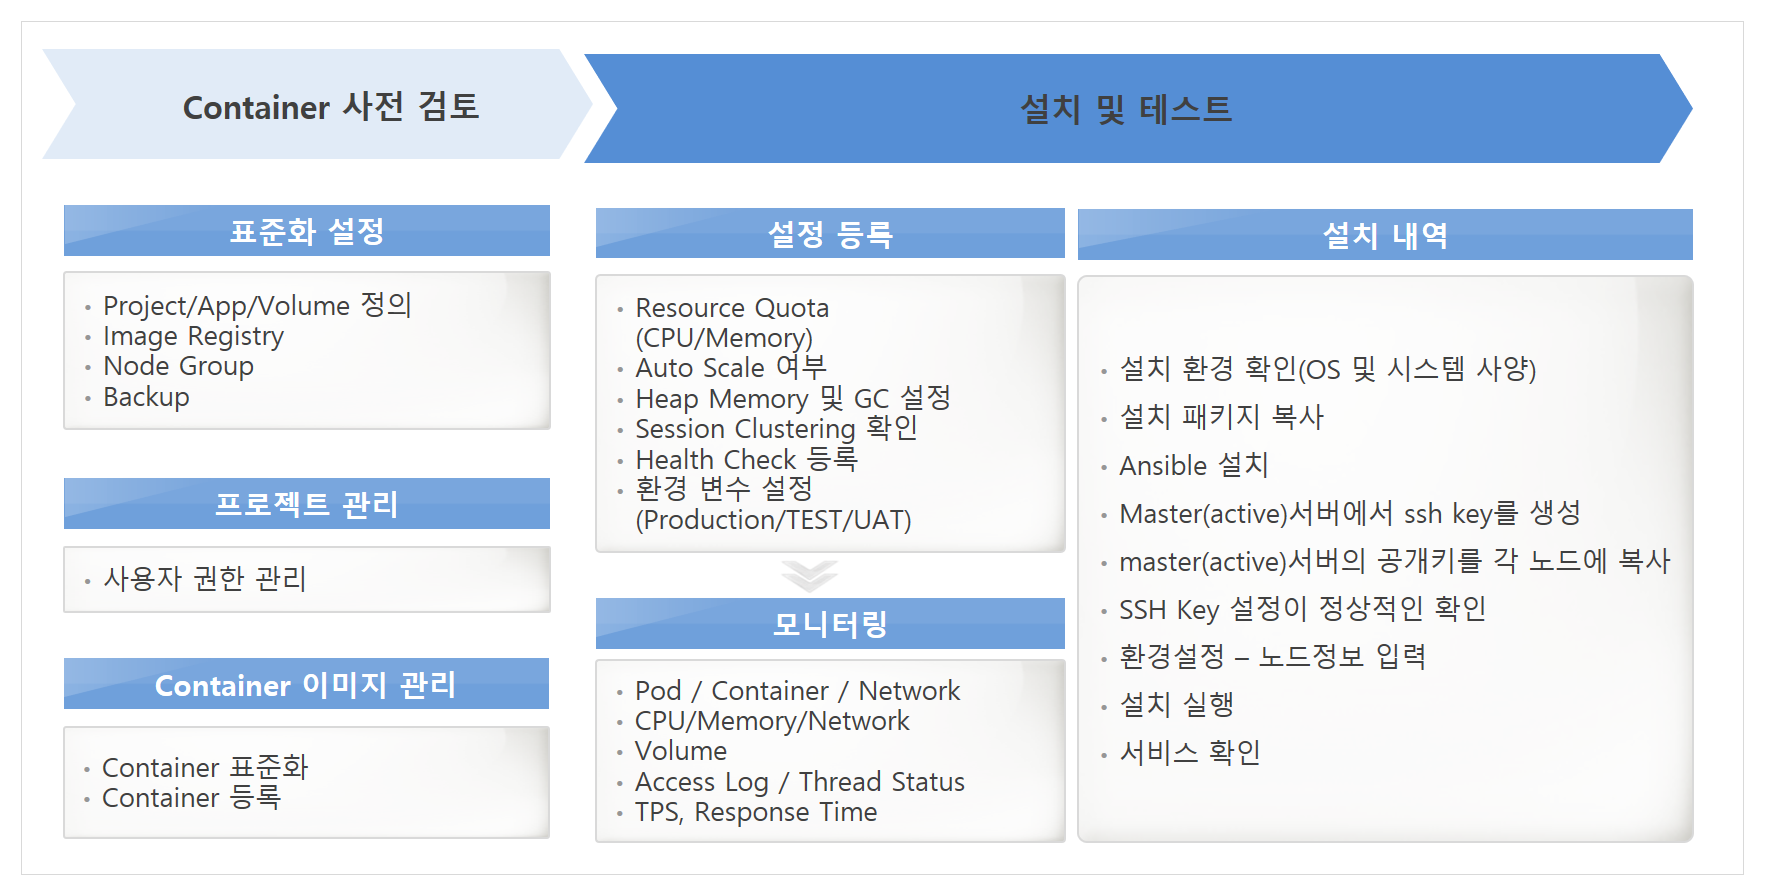 Container 사전 검토
설치 및 테스트
표준화 설정
• Project/App/Volume 정의
• Image Registry
• Node Group
• Backup
프로젝트 관리
• 사용자 권한 관리
Container 이미지 관리
• Container 표준화
• Container 등록
설정 등록
• Resource Quota
(CPU/Memory)
• Auto Scale 여부
• Heap Memory 및 GC 설정
• Session Clustering 확인
• Health Check 등록
• 환경 변수 설정
(Production/TEST/UAT)
모니터링
• Pod / Container / Network
• CPU/Memory/Network
• Volume
• Access Log / Thread Status
• TPS, Response Time
설치 내역
• 설치 환경 확인(OS 및 시스템 사양)
• 설치 패키지 복사
• Ansible 설치
• Master(active)서버에서 ssh key를 생성
• master(active)서버의 공개키를 각 노드에 복사
• SSH Key 설정이 정상적인 확인
• 환경설정 – 노드정보 입력
• 설치 실행
• 서비스 확인